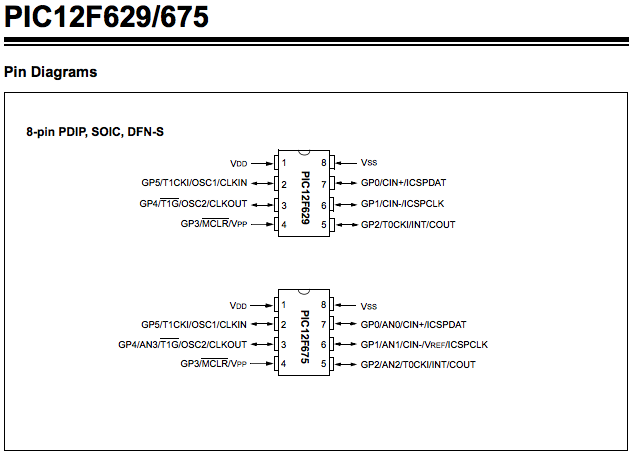 PIC12F629/675
Pin Diagrams
8-pin PDIP, SOIC, DFN-S
VDD 1 8 VSS
GP5/T1CKI/OSC1/CLKIN 2 7 GP0/CIN+/ICSPDAT
GP4/T1G/OSC2/CLKOUT 3 6 GP1/CIN-/ICSPCLK
GP3/MCLR/VPP 4 5 GP2/T0CKI/INT/COUT
PIC12F629
VDD 1 8 VSS
GP5/T1CKI/OSC1/CLKIN 2 7 GP0/AN0/CIN+/ICSPDAT
GP4/AN3/T1G/OSC2/CLKOUT 3 6 GP1/AN1/CIN-/VREF/ICSPCLK
GP3/MCLR/VPP 4 5 GP2/AN2/T0CKI/INT/COUT
PIC12F675